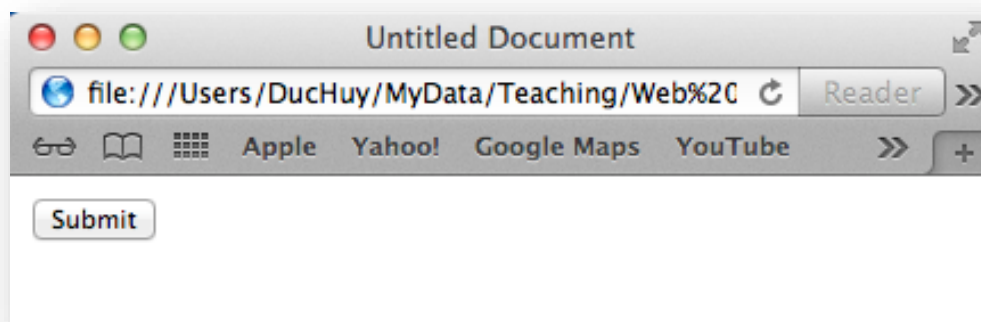 Untitled Document
file:///Users/DucHuy/MyData/Teaching/Web%20 Reader
Apple Yahoo! Google Maps YouTube
Submit